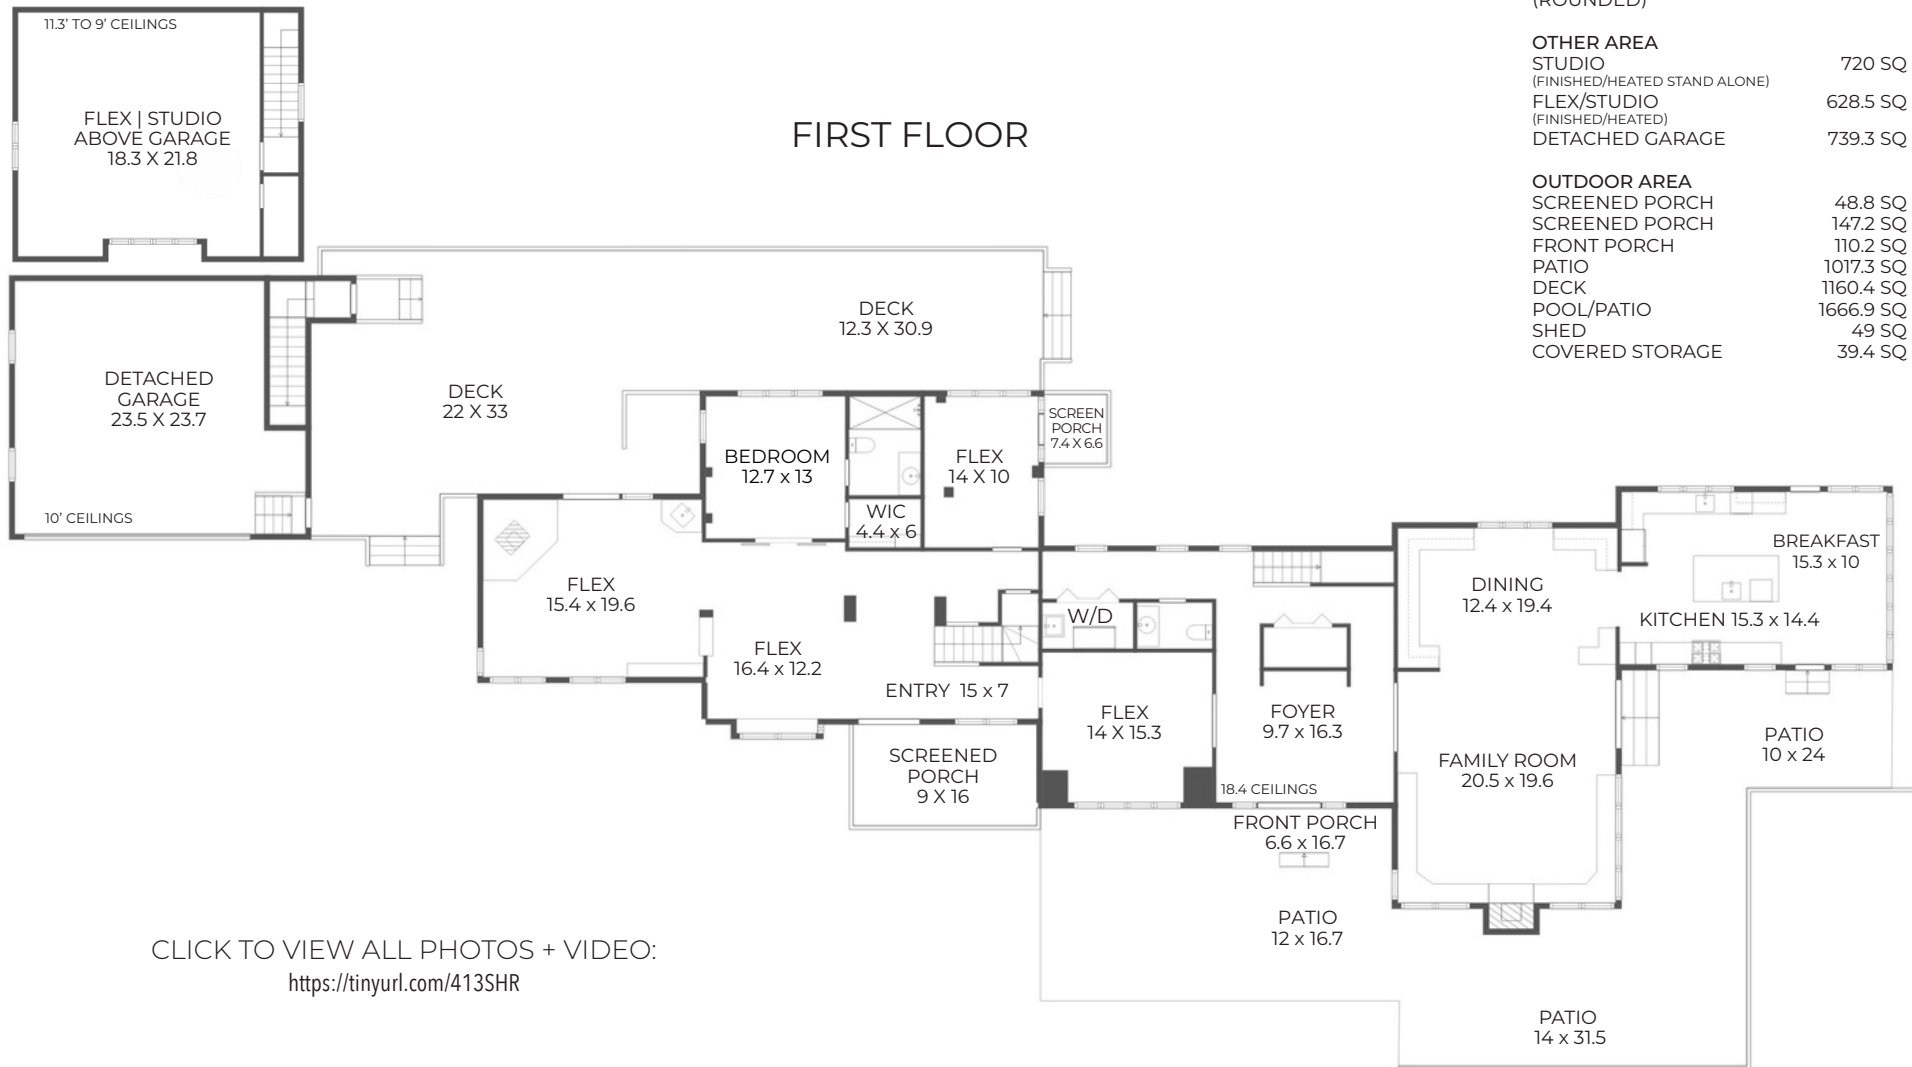 (ROUNDED)
OTHER AREA
STUDIO 720 SQ
(FINISHED/HEATED STAND ALONE)
FLEX/STUDIO 628.5 SQ
(FINISHED/HEATED)
DETACHED GARAGE 739.3 SQ
OUTDOOR AREA
SCREENED PORCH 48.8 SQ
SCREENED PORCH 147.2 SQ
FRONT PORCH 110.2 SQ
PATIO 1017.3 SQ
DECK 1160.4 SQ
POOL/PATIO 1666.9 SQ
SHED 49 SQ
COVERED STORAGE 39.4 SQ
FIRST FLOOR
11.3' TO 9' CEILINGS
FLEX | STUDIO
ABOVE GARAGE
18.3 X 21.8
DETACHED
GARAGE
23.5 X 23.7
10' CEILINGS
DECK
22 X 33
DECK
12.3 X 30.9
SCREEN
PORCH
7.4 X 6.6
BEDROOM
12.7 x 13
FLEX
14 X 10
WIC
4.4 x 6
FLEX
15.4 x 19.6
FLEX
16.4 x 12.2
ENTRY 15 x 7
SCREENED
PORCH
9 X 16
W/D
FLEX
14 X 15.3
FOYER
9.7 x 16.3
18.4 CEILINGS
FRONT PORCH
6.6 x 16.7
PATIO
12 x 16.7
DINING
12.4 x 19.4
FAMILY ROOM
20.5 x 19.6
BREAKFAST
15.3 x 10
KITCHEN 15.3 x 14.4
PATIO
10 x 24
PATIO
14 x 31.5
CLICK TO VIEW ALL PHOTOS + VIDEO:
https://tinyurl.com/413SHR